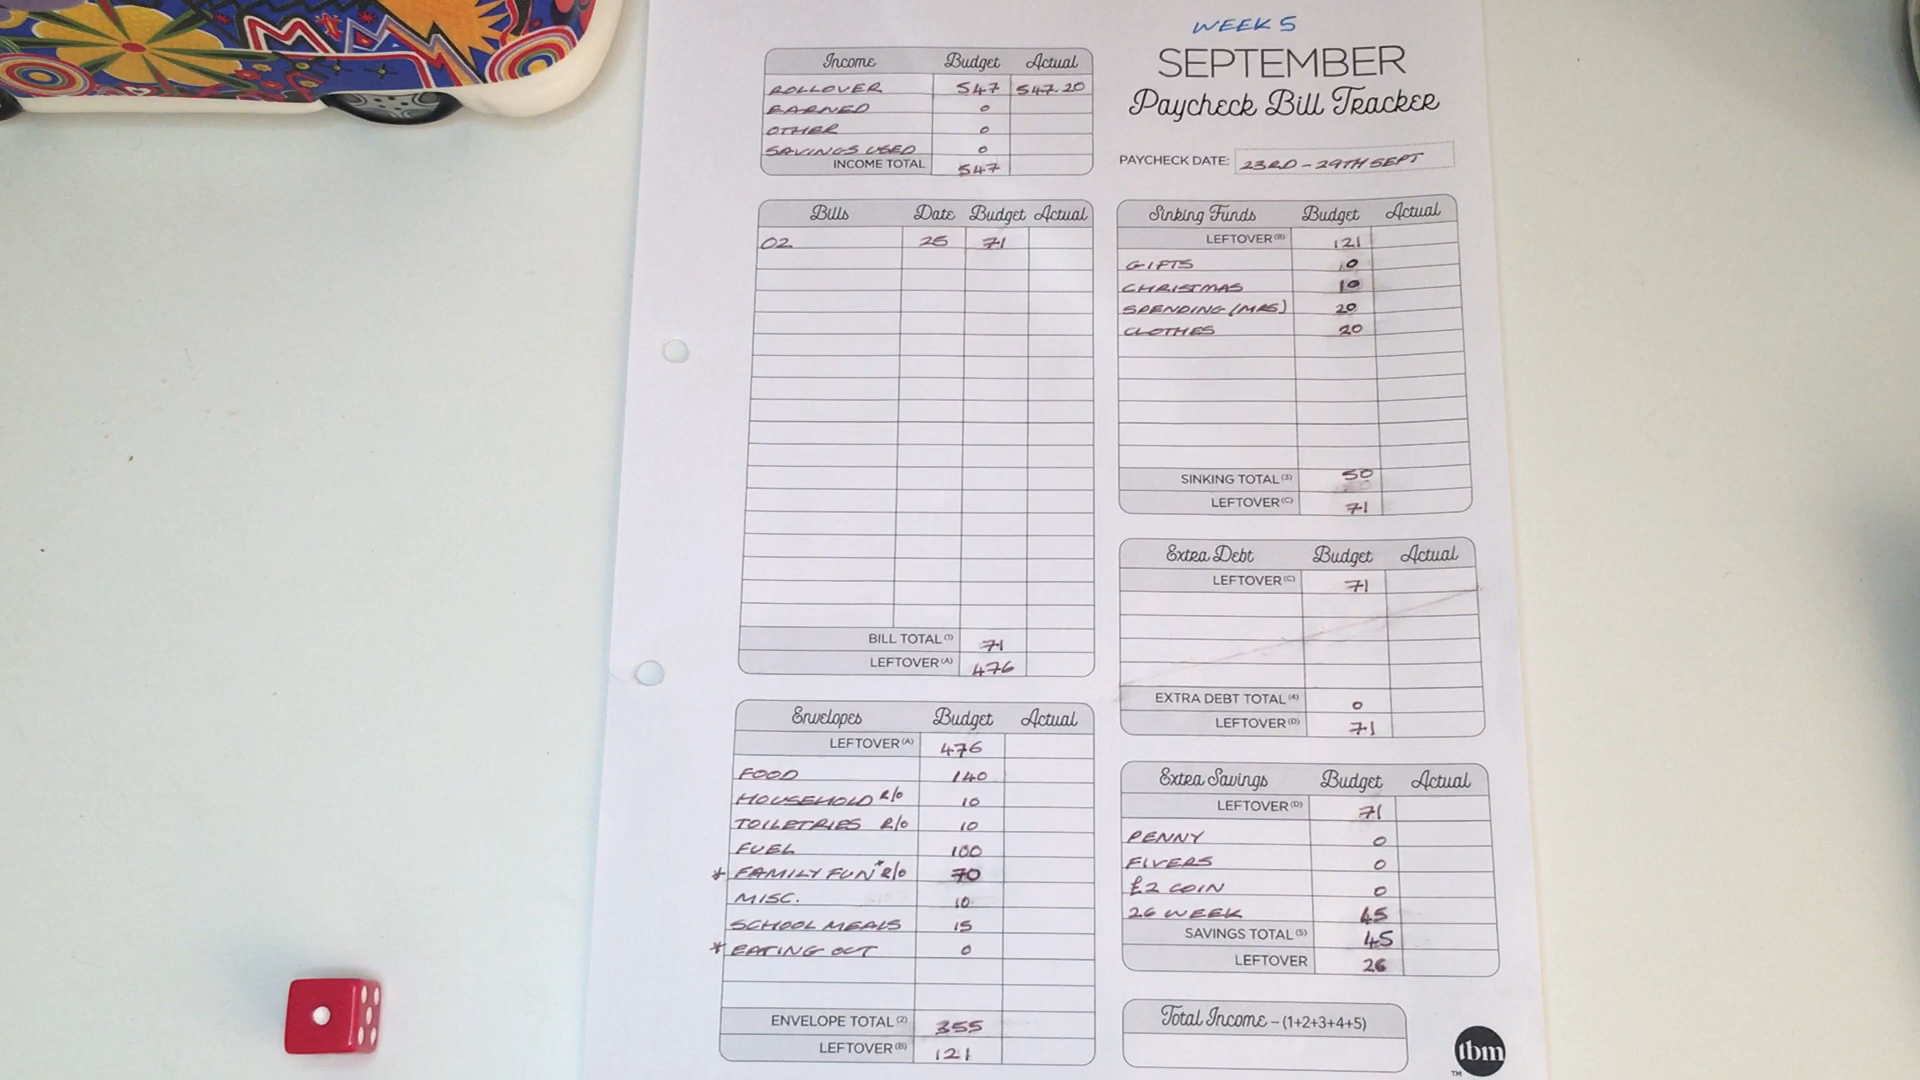 WEEK 5
SEPTEMBER
Paycheck Bill Tracker
PAYCHECK DATE: 23RD - 29TH SEPT
Income Budget Actual
ROLLOVER 547 547.20
EARNED 0
OTHER 0
SAVINGS USED 0
INCOME TOTAL 547
Bills Date Budget Actual
O2 25 71
BILL TOTAL (1) 71
LEFTOVER (A) 476
Envelopes Budget Actual
LEFTOVER (A) 476
FOOD 140
HOUSEHOLD R/O 10
TOILETRIES R/O 10
FUEL 100
* FAMILY FUN * R/O 70
MISC. 10
SCHOOL MEALS 15
* EATING OUT 0
ENVELOPE TOTAL (2) 355
LEFTOVER (B) 121
Sinking Funds Budget Actual
LEFTOVER (B) 121
GIFTS 0
CHRISTMAS 10
SPENDING (MRS) 20
CLOTHES 20
SINKING TOTAL (3) 50
LEFTOVER (C) 71
Extra Debt Budget Actual
LEFTOVER (C) 71
EXTRA DEBT TOTAL (4) 0
LEFTOVER (D) 71
Extra Savings Budget Actual
LEFTOVER (D) 71
PENNY 0
FIVERS 0
£2 COIN 0
26 WEEK 45
SAVINGS TOTAL (5) 45
LEFTOVER 26
Total Income - (1+2+3+4+5)
tbm
TM